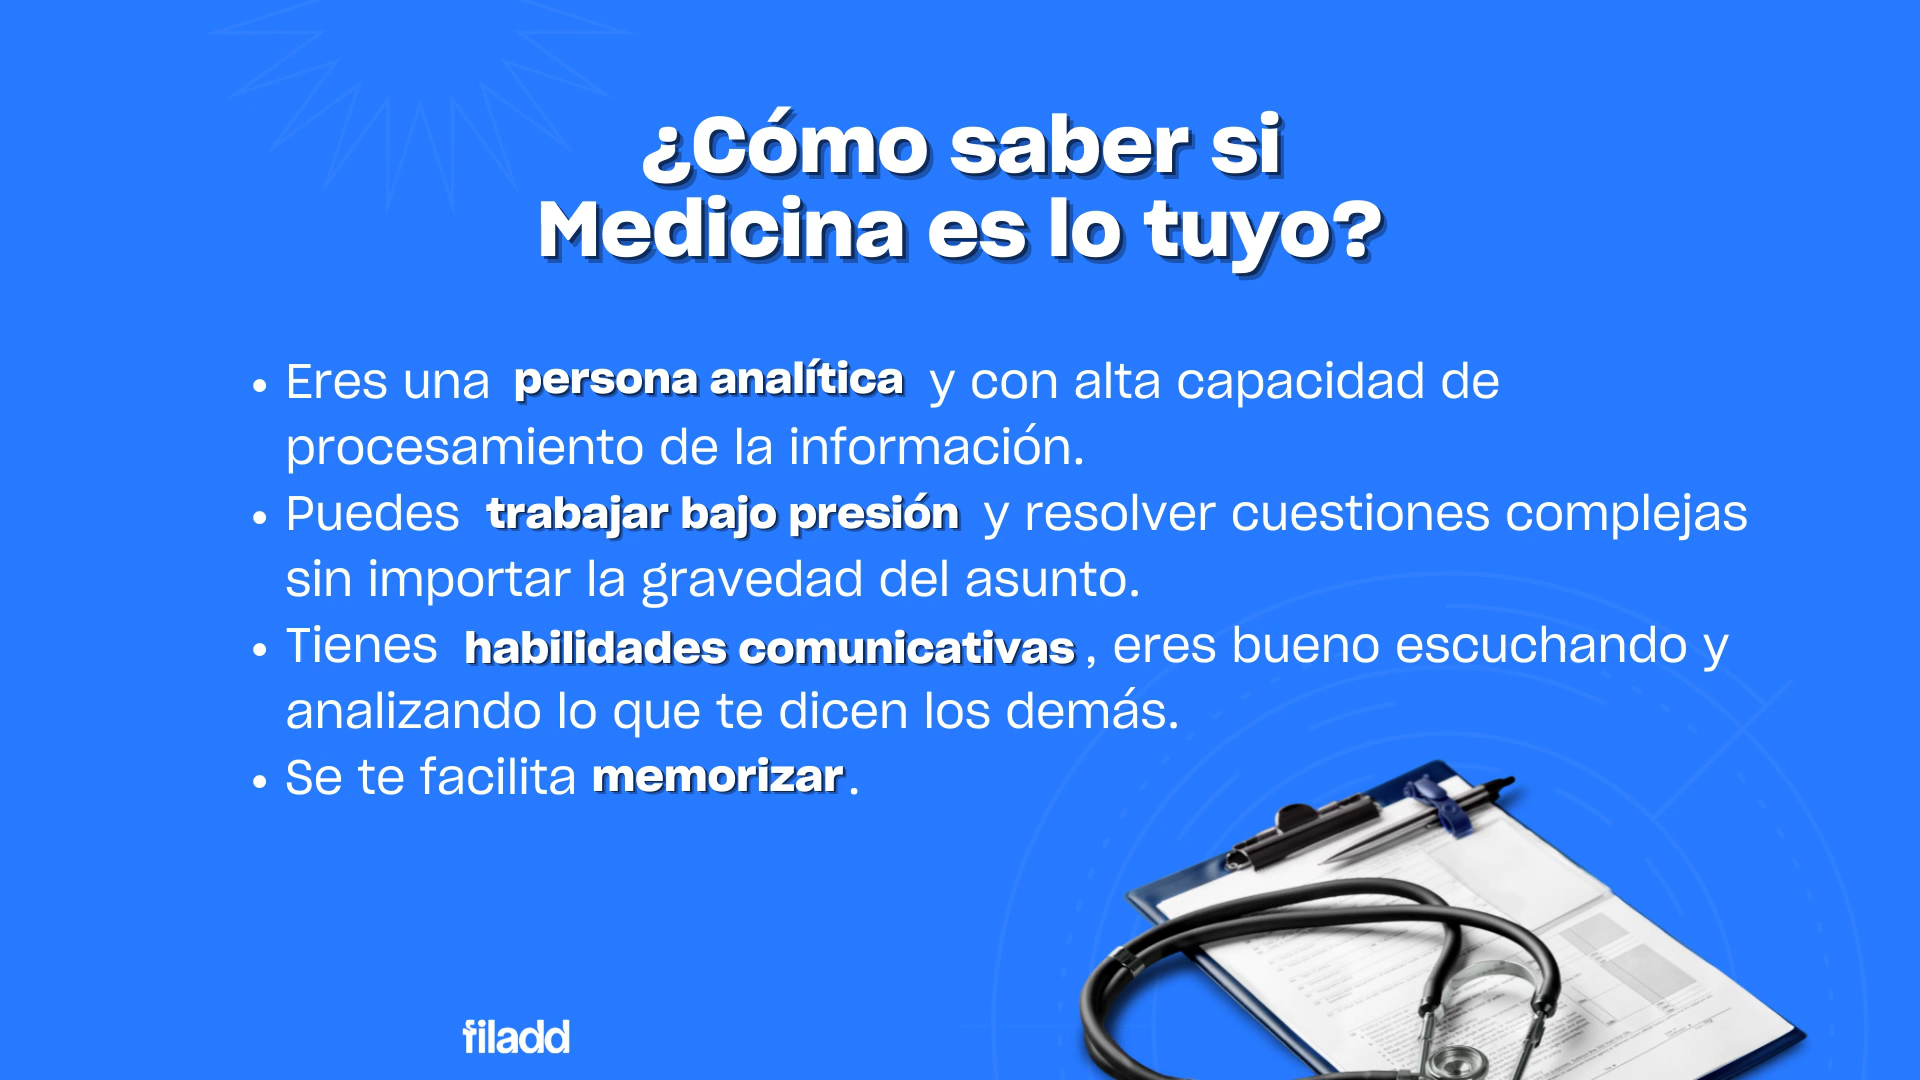 ¿Cómo saber si
Medicina es lo tuyo?
• Eres una persona analítica y con alta capacidad de
procesamiento de la información.
• Puedes trabajar bajo presión y resolver cuestiones complejas
sin importar la gravedad del asunto.
• Tienes habilidades comunicativas, eres bueno escuchando y
analizando lo que te dicen los demás.
• Se te facilita memorizar.
filadd